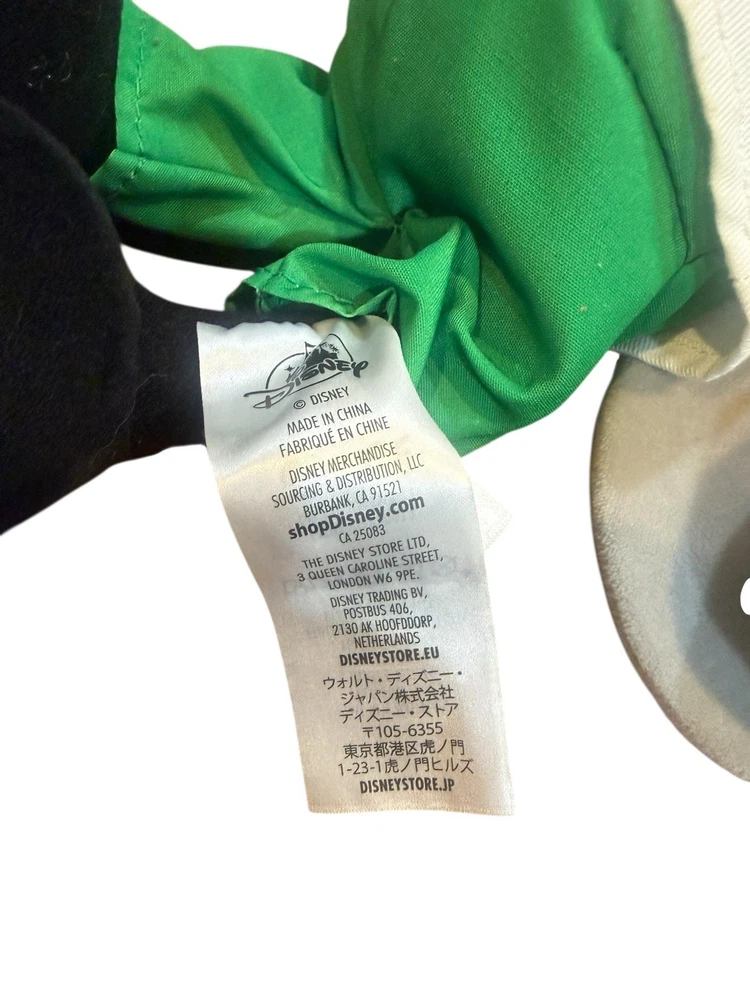 Disney
© DISNEY
MADE IN CHINA
FABRIQUÉ EN CHINE
DISNEY MERCHANDISE
SOURCING & DISTRIBUTION, LLC
BURBANK, CA 91521
shopDisney.com
CA 25083
THE DISNEY STORE LTD,
3 QUEEN CAROLINE STREET,
LONDON W6 9PE.
DISNEY TRADING BV,
POSTBUS 406,
2130 AK HOOFDDORP,
NETHERLANDS
DISNEYSTORE.EU
ウォルト・ディズニー・
ジャパン株式会社
ディズニー・ストア
〒105-6355
東京都港区虎ノ門
1-23-1虎ノ門ヒルズ
DISNEYSTORE.JP